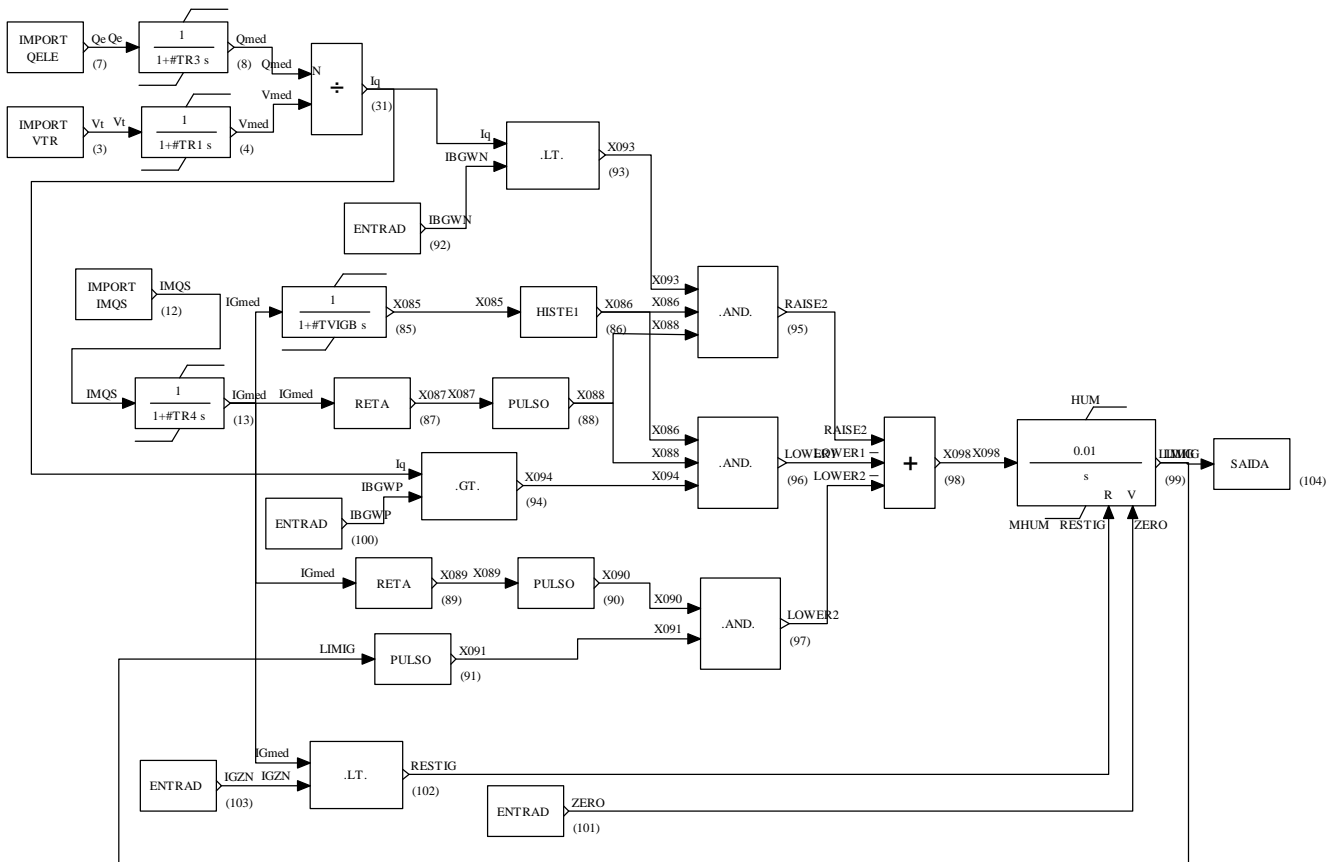 IMPORT
QELE
Qe Qe
(7)
1
1+#TR3 s
Qmed
(8)
Qmed
N
÷
Iq
(31)
IMPORT
VTR
Vt Vt
(3)
1
1+#TR1 s
Vmed
(4)
Vmed
Iq
IBGWN
.LT.
X093
(93)
ENTRAD
IBGWN
(92)
IMPORT
IMQS
IMQS
(12)
IGmed
1
1+#TVIGB s
X085
(85)
X085
HISTE1
X086
(86)
X093
X086
X088
.AND.
RAISE2
(95)
IMQS
1
1+#TR4 s
IGmed
(13)
IGmed
RETA
X087 X087
(87)
PULSO
X088
(88)
X086
X088
X094
.AND.
LOWER1
(96)
RAISE2
LOWER1 −
LOWER2 −
+
X098 X098
(98)
HUM
0.01
s
R V
MHUM RESTIG
ZERO
LIMIG
LIMIG
(99)
SAIDA
(104)
Iq
IBGWP
.GT.
X094
(94)
ENTRAD
IBGWP
(100)
IGmed
RETA
X089 X089
(89)
PULSO
X090
(90)
X090
X091
.AND.
LOWER2
(97)
LIMIG
PULSO
X091
(91)
IGmed
IGZN
.LT.
RESTIG
(102)
ENTRAD
IGZN
(103)
ENTRAD
ZERO
(101)